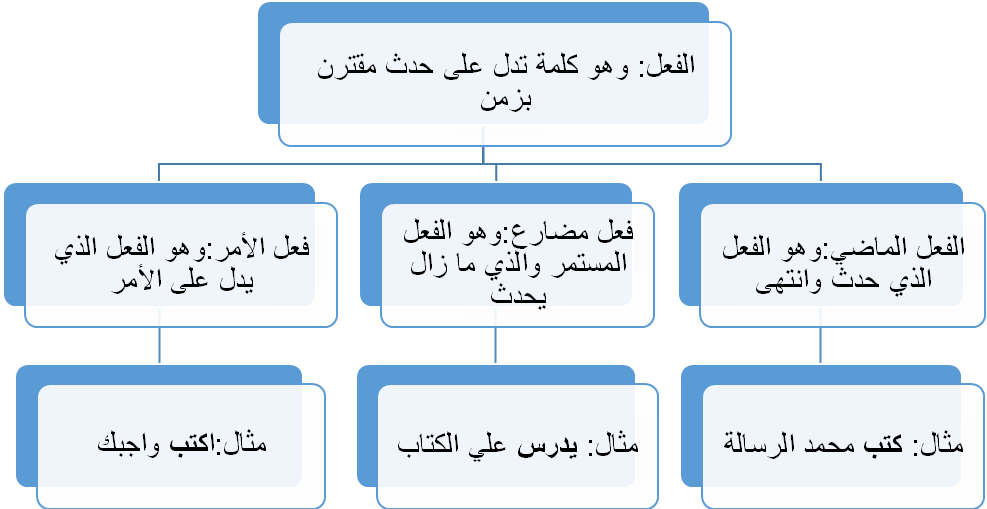 الفعل: وهو كلمة تدل على حدث مقترن
بزمن
الفعل الماضي:وهو الفعل
الذي حدث وانتهى
فعل مضارع:وهو الفعل
المستمر والذي ما زال
يحدث
فعل الأمر:وهو الفعل الذي
يدل على الأمر
مثال: كتب محمد الرسالة
مثال: يدرس علي الكتاب
مثال:اكتب واجبك